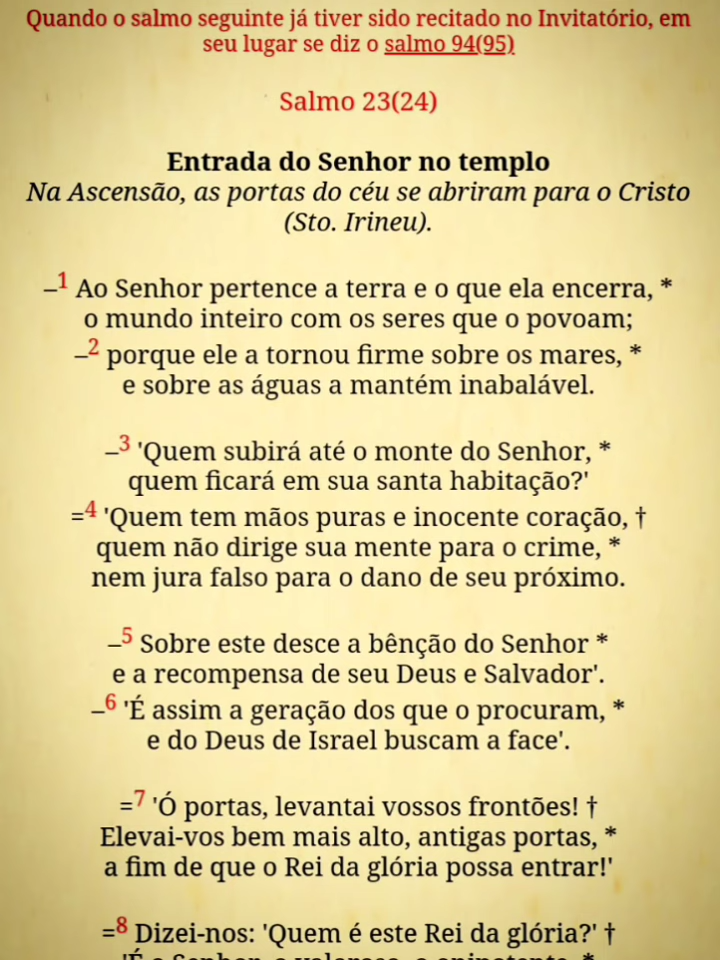 Quando o salmo seguinte já tiver sido recitado no Invitatório, em
seu lugar se diz o salmo 94(95)
Salmo 23(24)
Entrada do Senhor no templo
Na Ascensão, as portas do céu se abriram para o Cristo
(Sto. Irineu).
–1 Ao Senhor pertence a terra e o que ela encerra, *
o mundo inteiro com os seres que o povoam;
–2 porque ele a tornou firme sobre os mares, *
e sobre as águas a mantém inabalável.
–3 'Quem subirá até o monte do Senhor, *
quem ficará em sua santa habitação?'
=4 'Quem tem mãos puras e inocente coração, †
quem não dirige sua mente para o crime, *
nem jura falso para o dano de seu próximo.
–5 Sobre este desce a bênção do Senhor *
e a recompensa de seu Deus e Salvador'.
–6 'É assim a geração dos que o procuram, *
e do Deus de Israel buscam a face'.
=7 'Ó portas, levantai vossos frontões! †
Elevai-vos bem mais alto, antigas portas, *
a fim de que o Rei da glória possa entrar!'
=8 Dizei-nos: 'Quem é este Rei da glória?' †
'É o Senhor, o valoroso, o onipotente, *